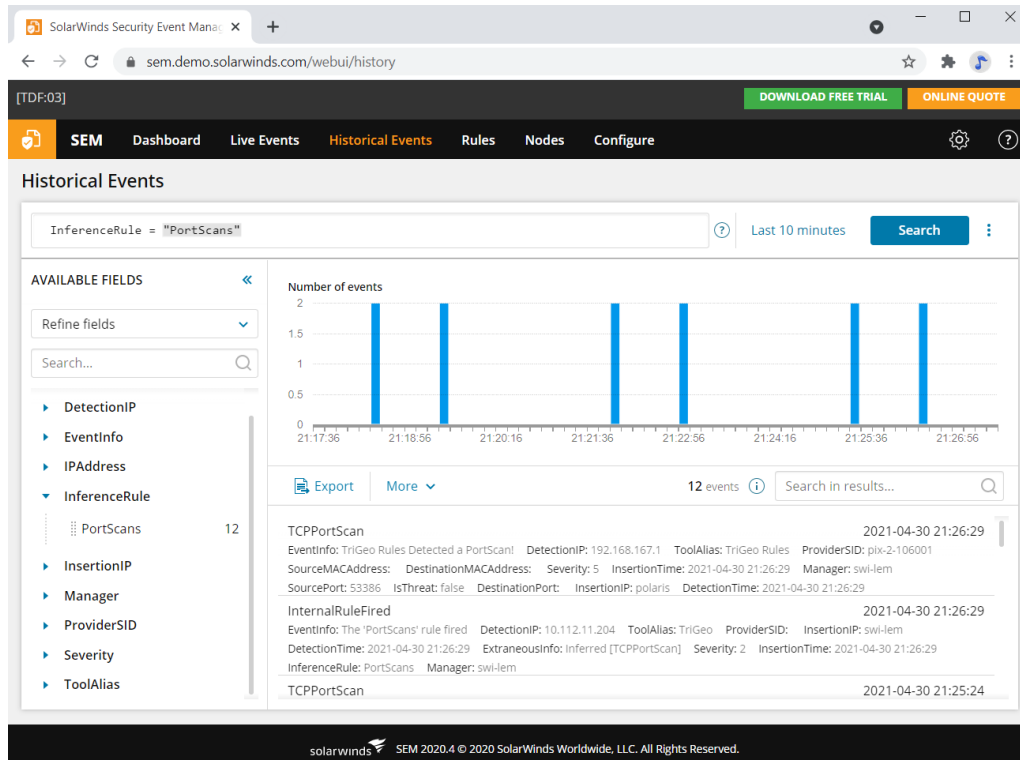 SolarWinds Security Event Manag
sem.demo.solarwinds.com/webui/history
[TDF:03]
DOWNLOAD FREE TRIAL
ONLINE QUOTE
SEM Dashboard Live Events Historical Events Rules Nodes Configure
Historical Events
InferenceRule = "PortScans"
Last 10 minutes
Search
AVAILABLE FIELDS
Refine fields
Search...
DetectionIP
EventInfo
IPAddress
InferenceRule
PortScans 12
InsertionIP
Manager
ProviderSID
Severity
ToolAlias
Number of events
2
1.5
1
0.5
0
21:17:36 21:18:56 21:20:16 21:21:36 21:22:56 21:24:16 21:25:36 21:26:56
Export More 12 events Search in results...
TCPPortScan 2021-04-30 21:26:29
EventInfo: TriGeo Rules Detected a PortScan! DetectionIP: 192.168.167.1 ToolAlias: TriGeo Rules ProviderSID: pix-2-106001
SourceMACAddress: DestinationMACAddress: Severity: 5 InsertionTime: 2021-04-30 21:26:29 Manager: swi-lem
SourcePort: 53386 IsThreat: false DestinationPort: InsertionIP: polaris DetectionTime: 2021-04-30 21:26:29
InternalRuleFired 2021-04-30 21:26:29
EventInfo: The 'PortScans' rule fired DetectionIP: 10.112.11.204 ToolAlias: TriGeo ProviderSID: InsertionIP: swi-lem
DetectionTime: 2021-04-30 21:26:29 ExtraneousInfo: Inferred [TCPPortScan] Severity: 2 InsertionTime: 2021-04-30 21:26:29
InferenceRule: PortScans Manager: swi-lem
TCPPortScan 2021-04-30 21:25:24
solarwinds SEM 2020.4 © 2020 SolarWinds Worldwide, LLC. All Rights Reserved.